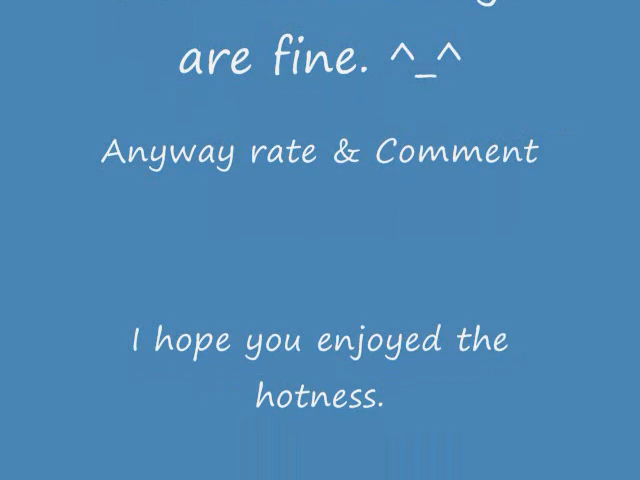 are fine. ^_^
Anyway rate & Comment
I hope you enjoyed the
hotness.